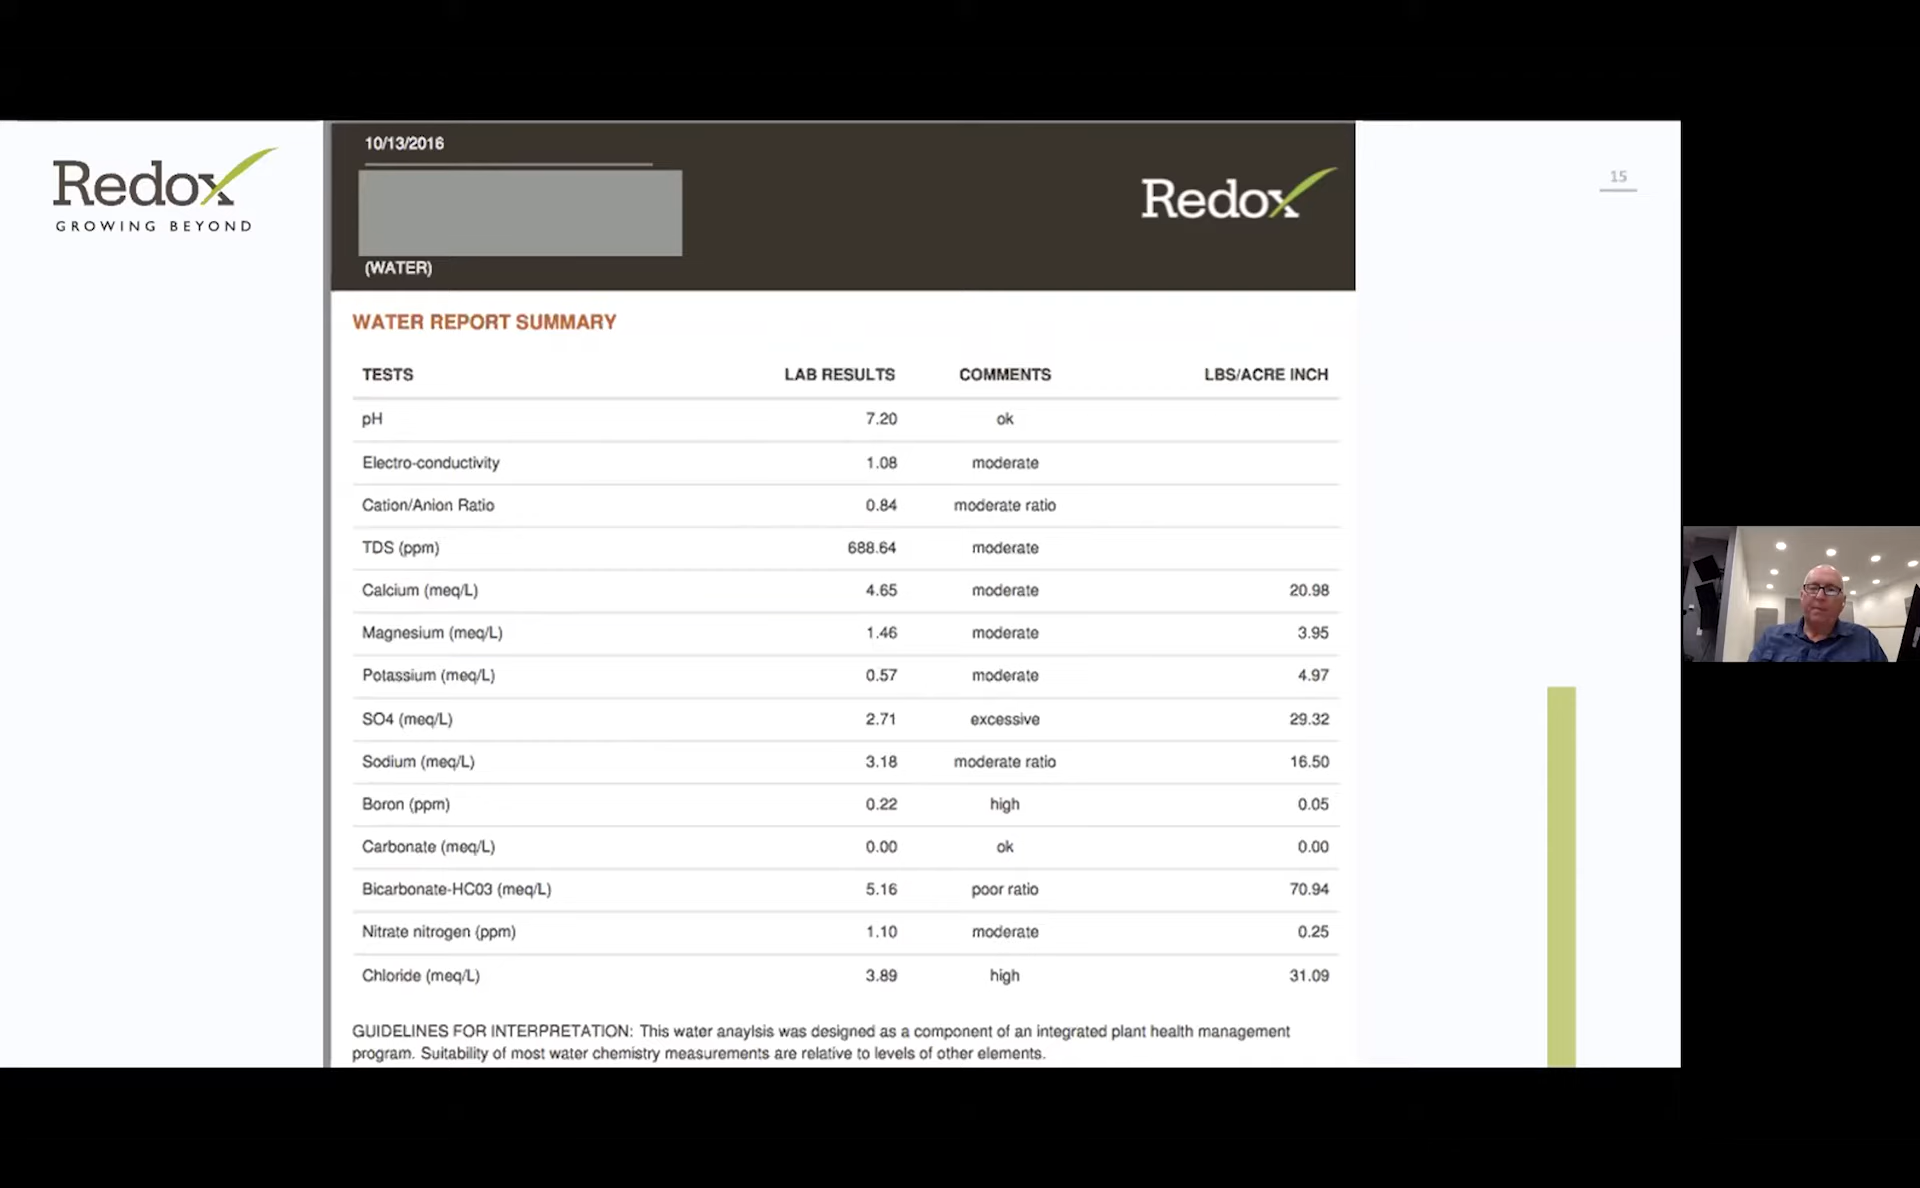 Redox
GROWING BEYOND
10/13/2016
(WATER)
Redox
15
WATER REPORT SUMMARY
TESTS LAB RESULTS COMMENTS LBS/ACRE INCH
pH 7.20 ok
Electro-conductivity 1.08 moderate
Cation/Anion Ratio 0.84 moderate ratio
TDS (ppm) 688.64 moderate
Calcium (meq/L) 4.65 moderate 20.98
Magnesium (meq/L) 1.46 moderate 3.95
Potassium (meq/L) 0.57 moderate 4.97
SO4 (meq/L) 2.71 excessive 29.32
Sodium (meq/L) 3.18 moderate ratio 16.50
Boron (ppm) 0.22 high 0.05
Carbonate (meq/L) 0.00 ok 0.00
Bicarbonate-HC03 (meq/L) 5.16 poor ratio 70.94
Nitrate nitrogen (ppm) 1.10 moderate 0.25
Chloride (meq/L) 3.89 high 31.09
GUIDELINES FOR INTERPRETATION: This water anaylsis was designed as a component of an integrated plant health management
program. Suitability of most water chemistry measurements are relative to levels of other elements.